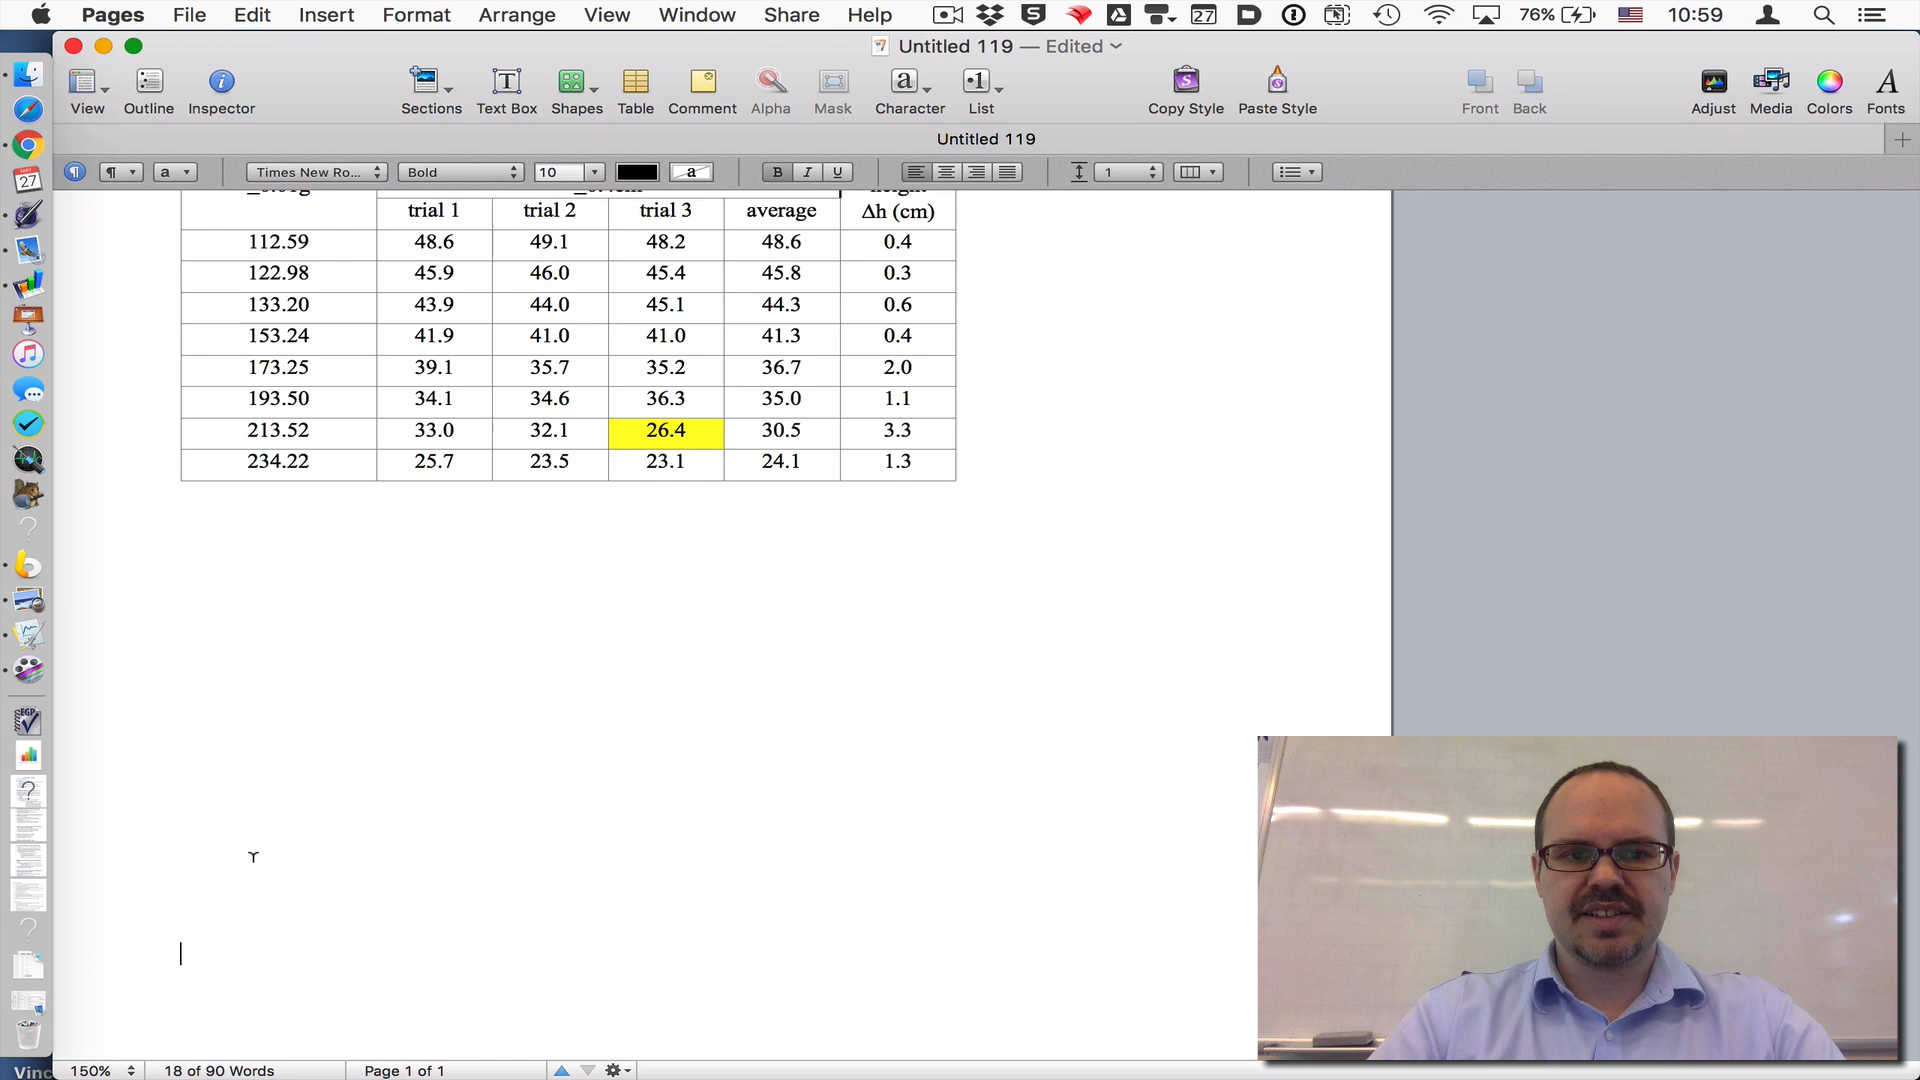 Pages File Edit Insert Format Arrange View Window Share Help 27 76% 10:59
Untitled 119 — Edited
View Outline Inspector Sections Text Box Shapes Table Comment Alpha Mask Character List Copy Style Paste Style Front Back Adjust Media Colors Fonts
Untitled 119
Times New Ro... Bold 10 a B I U 1
trial 1 trial 2 trial 3 average Δh (cm)
112.59 48.6 49.1 48.2 48.6 0.4
122.98 45.9 46.0 45.4 45.8 0.3
133.20 43.9 44.0 45.1 44.3 0.6
153.24 41.9 41.0 41.0 41.3 0.4
173.25 39.1 35.7 35.2 36.7 2.0
193.50 34.1 34.6 36.3 35.0 1.1
213.52 33.0 32.1 26.4 30.5 3.3
234.22 25.7 23.5 23.1 24.1 1.3
150% 18 of 90 Words Page 1 of 1
Vinc